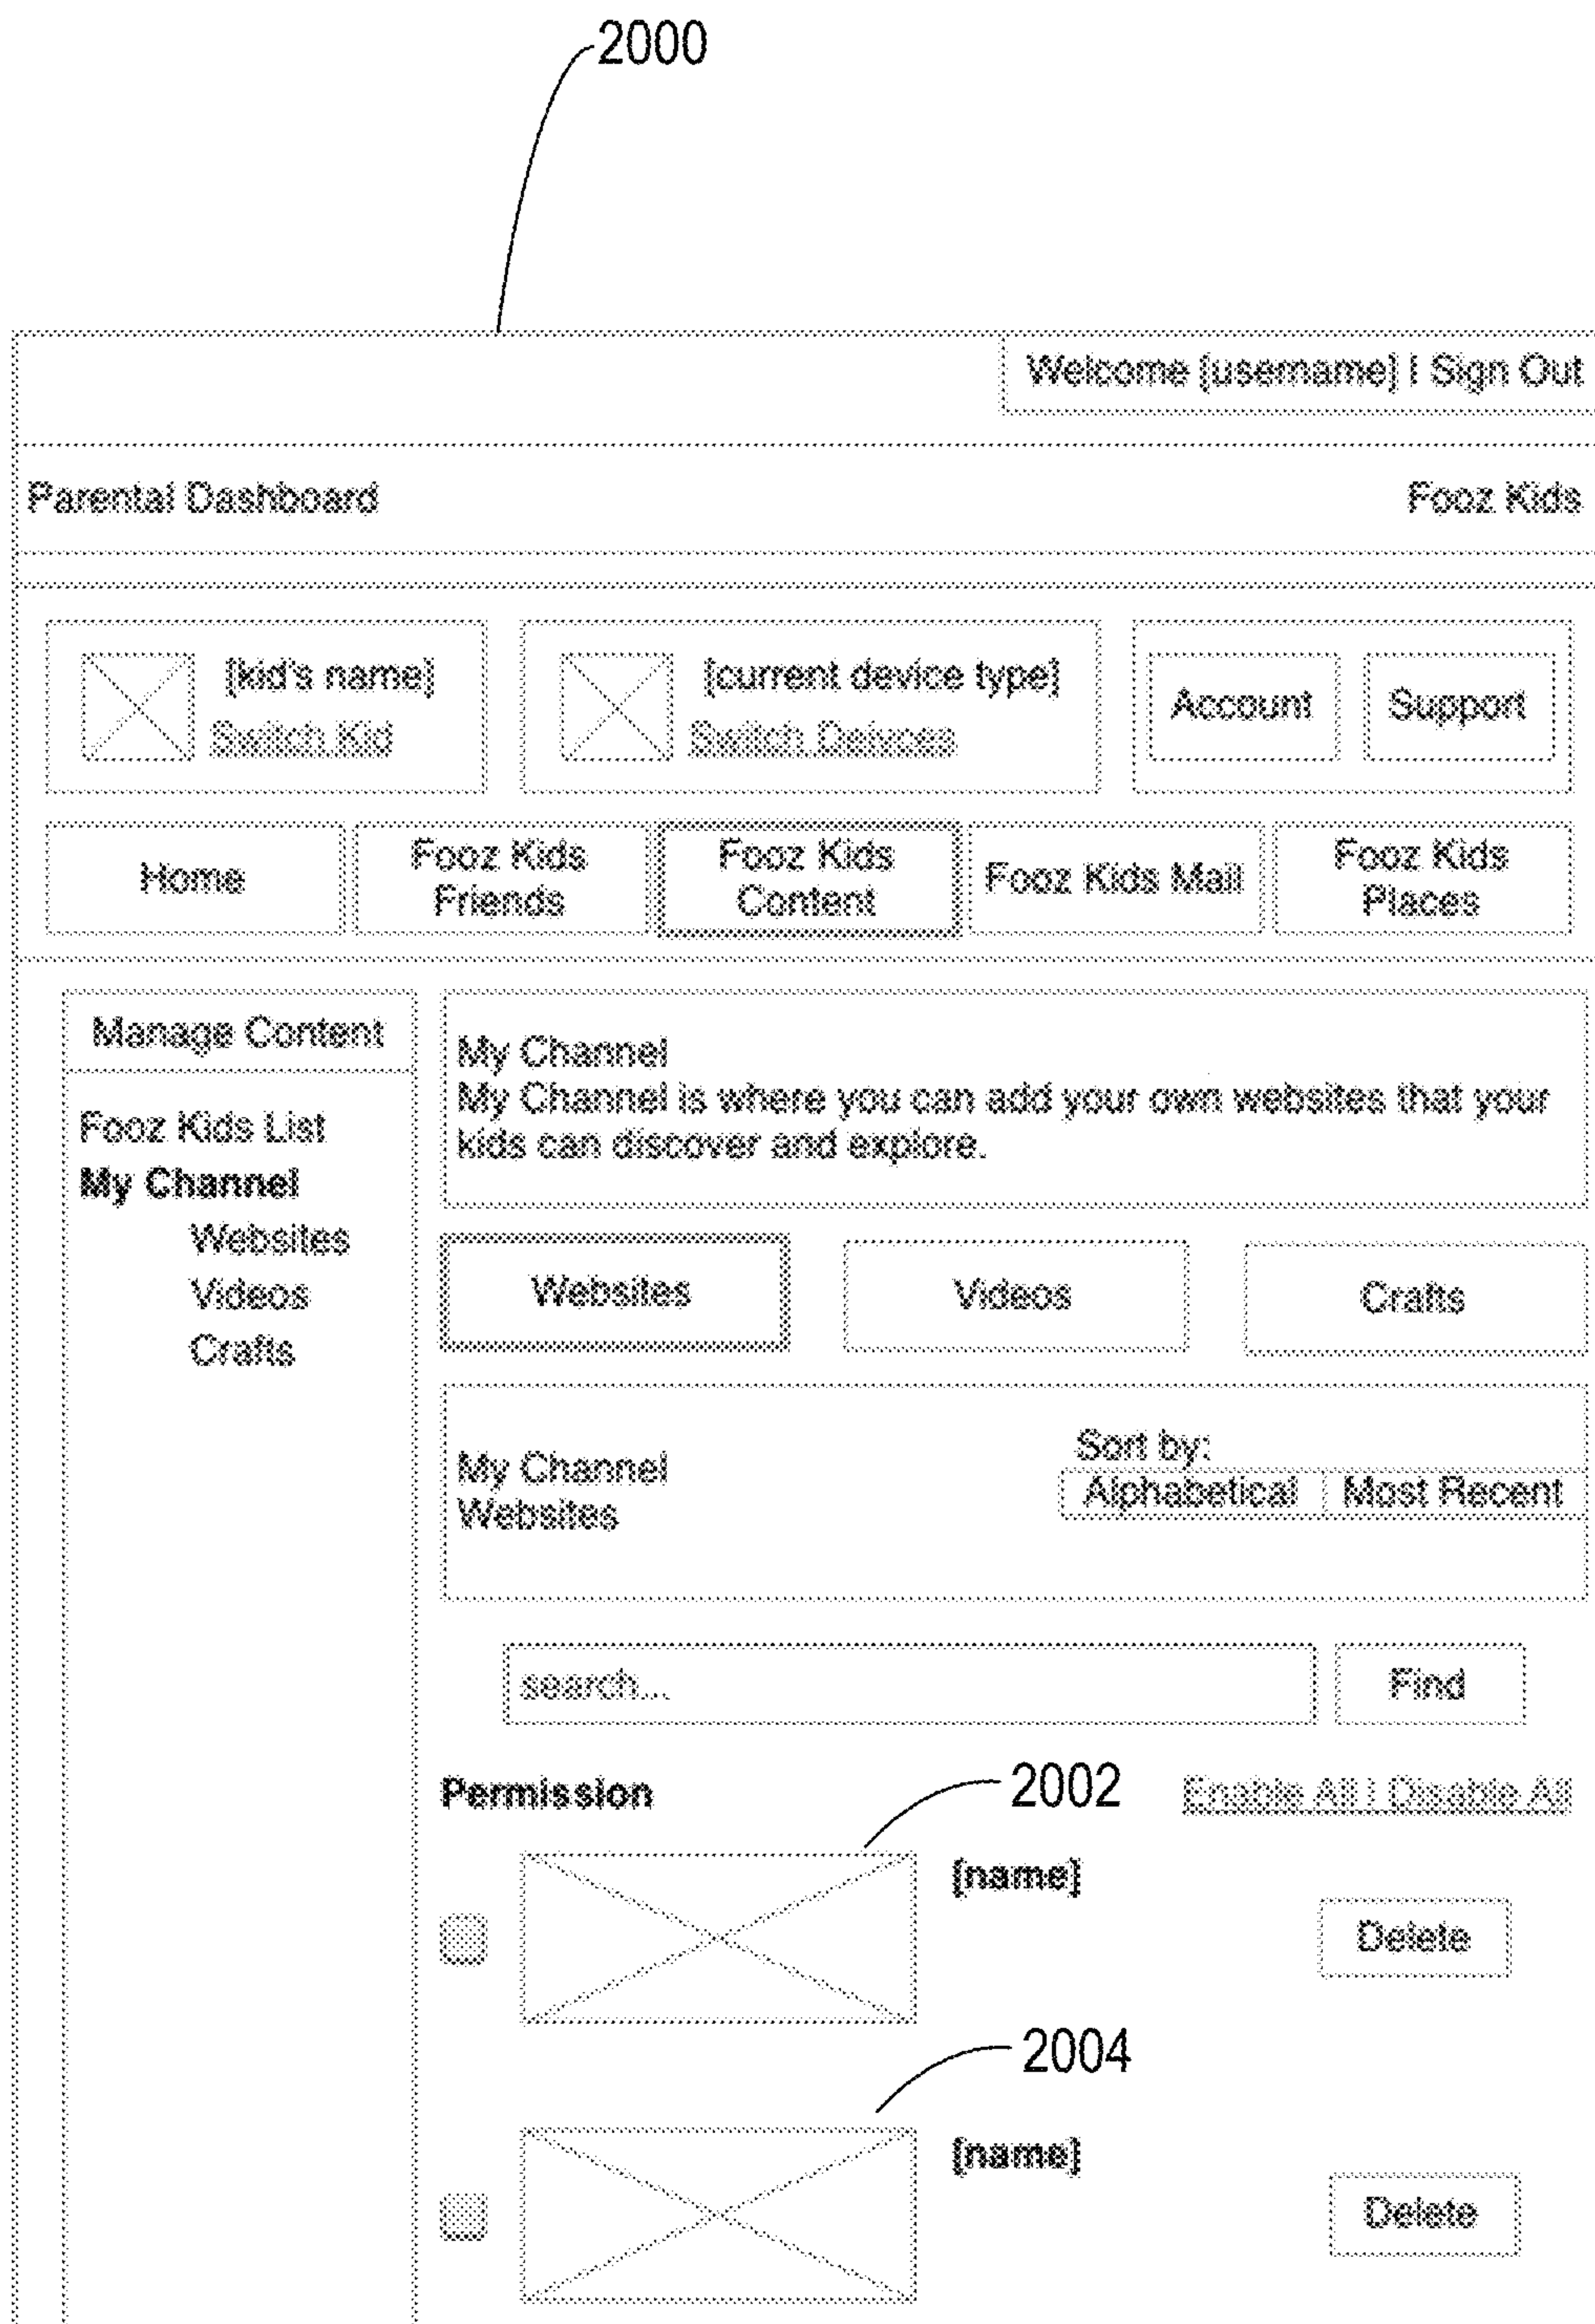 2000
Welcome [username] | Sign Out
Parental Dashboard
Fooz Kids
[kid's name]
Switch Kid
[current device type]
Switch Deivces
Account
Support
Home
Fooz Kids
Friends
Fooz Kids
Content
Fooz Kids Mail
Fooz Kids
Places
Manage Content
Fooz Kids List
My Channel
Websites
Videos
Crafts
My Channel
My Channel is where you can add your own websites that your
kids can discover and explore.
Websites
Videos
Crafts
My Channel
Websites
Sort by:
Alphabetical
Most Recent
search...
Find
Permission
2002
Enable All | Disable All
[name]
Delete
2004
[name]
Delete